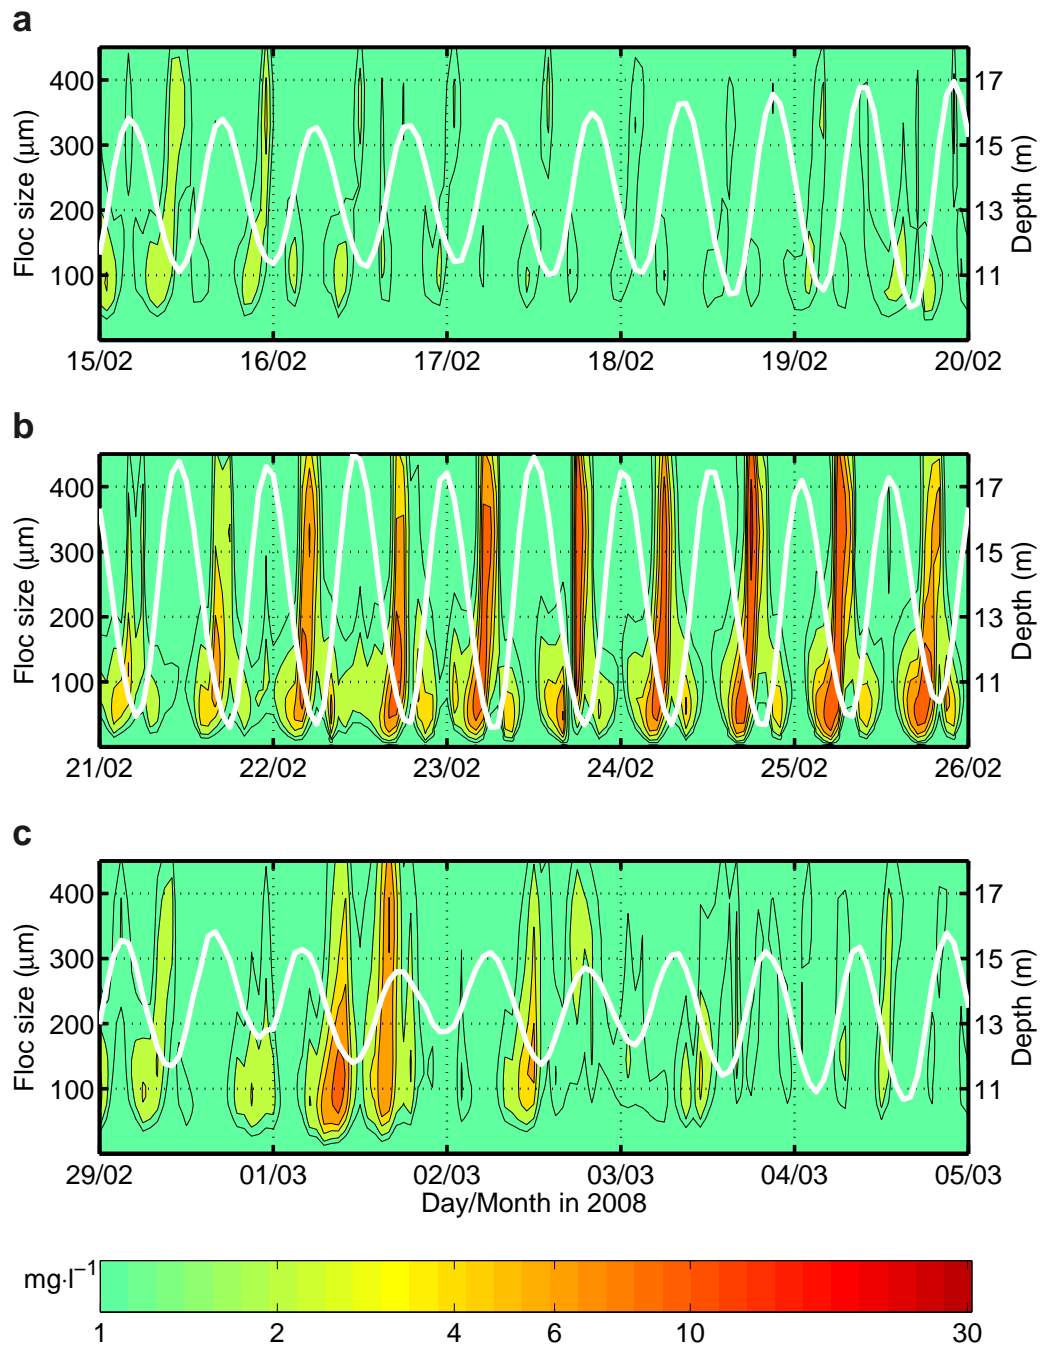 a
400 17
300 15
200 13
100 11
Floc size (µm)
Depth (m)
15/02 16/02 17/02 18/02 19/02 20/02
b
400 17
300 15
200 13
100 11
Floc size (µm)
Depth (m)
21/02 22/02 23/02 24/02 25/02 26/02
c
400 17
300 15
200 13
100 11
Floc size (µm)
Depth (m)
29/02 01/03 02/03 03/03 04/03 05/03
Day/Month in 2008
mg·l⁻¹
1 2 4 6 10 30